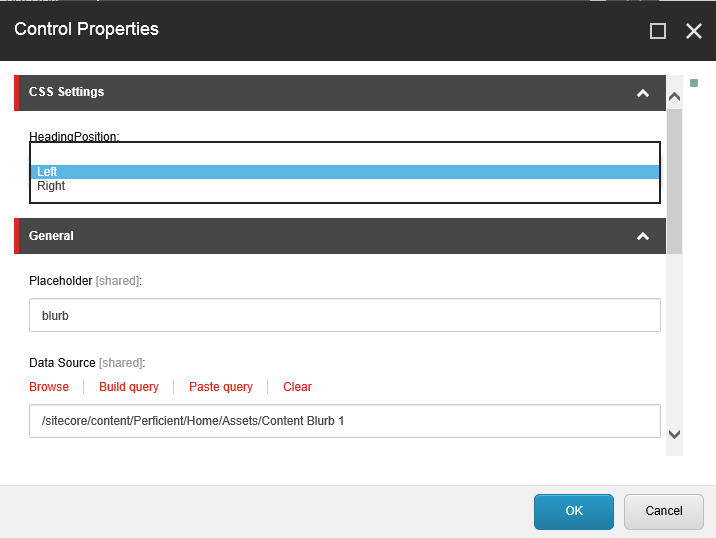 Control Properties
CSS Settings
HeadingPosition:
Left
Right
General
Placeholder [shared]:
blurb
Data Source [shared]:
Browse Build query Paste query Clear
/sitecore/content/Perficient/Home/Assets/Content Blurb 1
OK Cancel